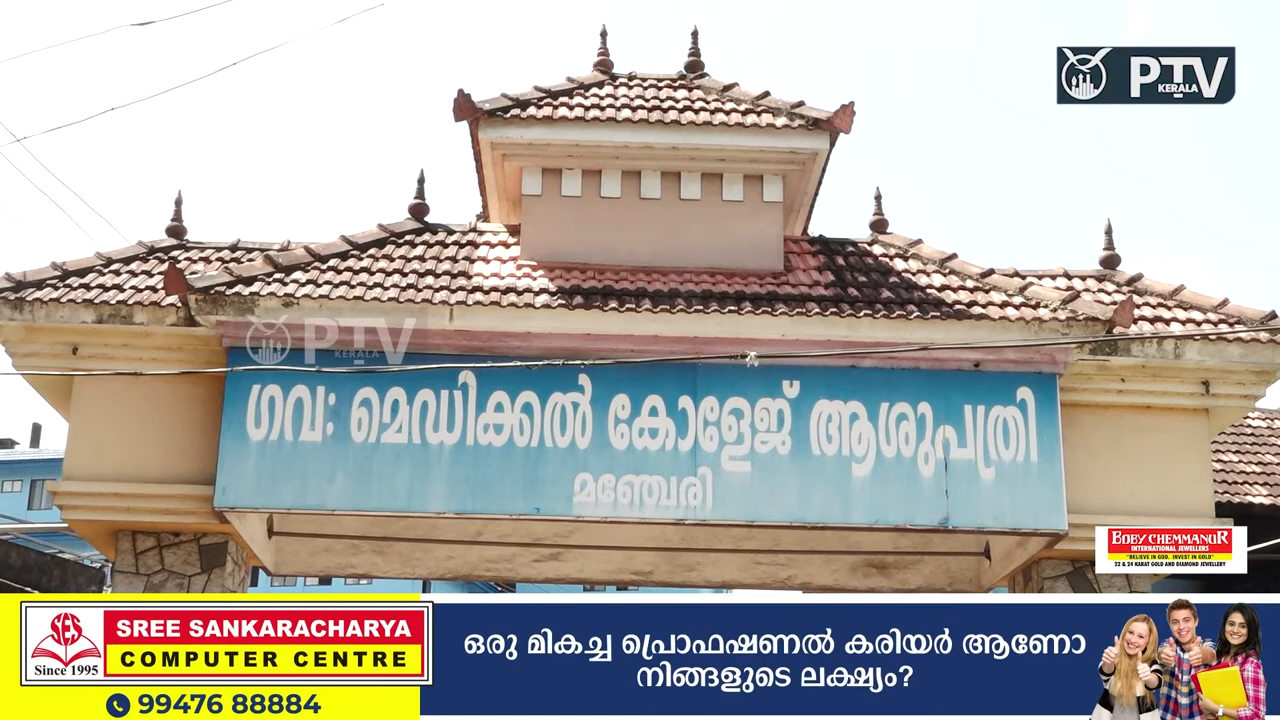 PTV
KERALA
PTV
KERALA
ഗവ: മെഡിക്കൽ കോളേജ് ആശുപത്രി
മഞ്ചേരി
BOBY CHEMMANUR
INTERNATIONAL JEWELLERS
"BELIEVE IN GOD. INVEST IN GOLD"
22 & 24 KARAT GOLD AND DIAMOND JEWELLERY
SES
Since 1995
SREE SANKARACHARYA
COMPUTER CENTRE
99476 88884
ഒരു മികച്ച പ്രൊഫഷണൽ കരിയർ ആണോ
നിങ്ങളുടെ ലക്ഷ്യം?